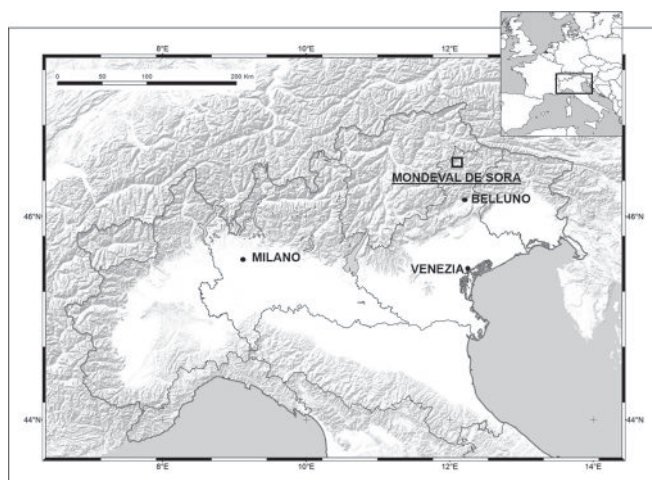 8°E 10°E 12°E
0 50 100 200 Km
MONDEVAL DE SORA
46°N 46°N
BELLUNO
MILANO
VENEZIA
44°N 44°N
8°E 10°E 12°E 14°E